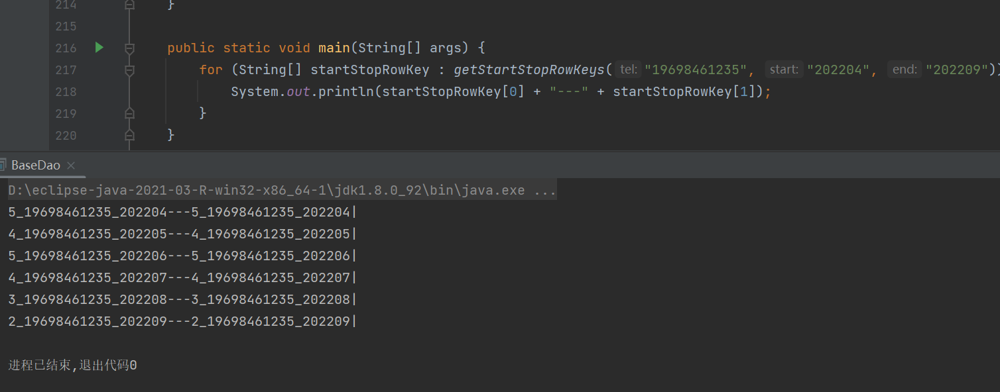 214 }
215
216 public static void main(String[] args) {
217 for (String[] startStopRowKey : getStartStopRowKeys( tel: "19698461235", start: "202204", end: "202209"))
218 System.out.println(startStopRowKey[0] + "---" + startStopRowKey[1]);
219 }
220 }
BaseDao ×
D:\eclipse-java-2021-03-R-win32-x86_64-1\jdk1.8.0_92\bin\java.exe ...
5_19698461235_202204---5_19698461235_202204|
4_19698461235_202205---4_19698461235_202205|
5_19698461235_202206---5_19698461235_202206|
4_19698461235_202207---4_19698461235_202207|
3_19698461235_202208---3_19698461235_202208|
2_19698461235_202209---2_19698461235_202209|
进程已结束,退出代码0